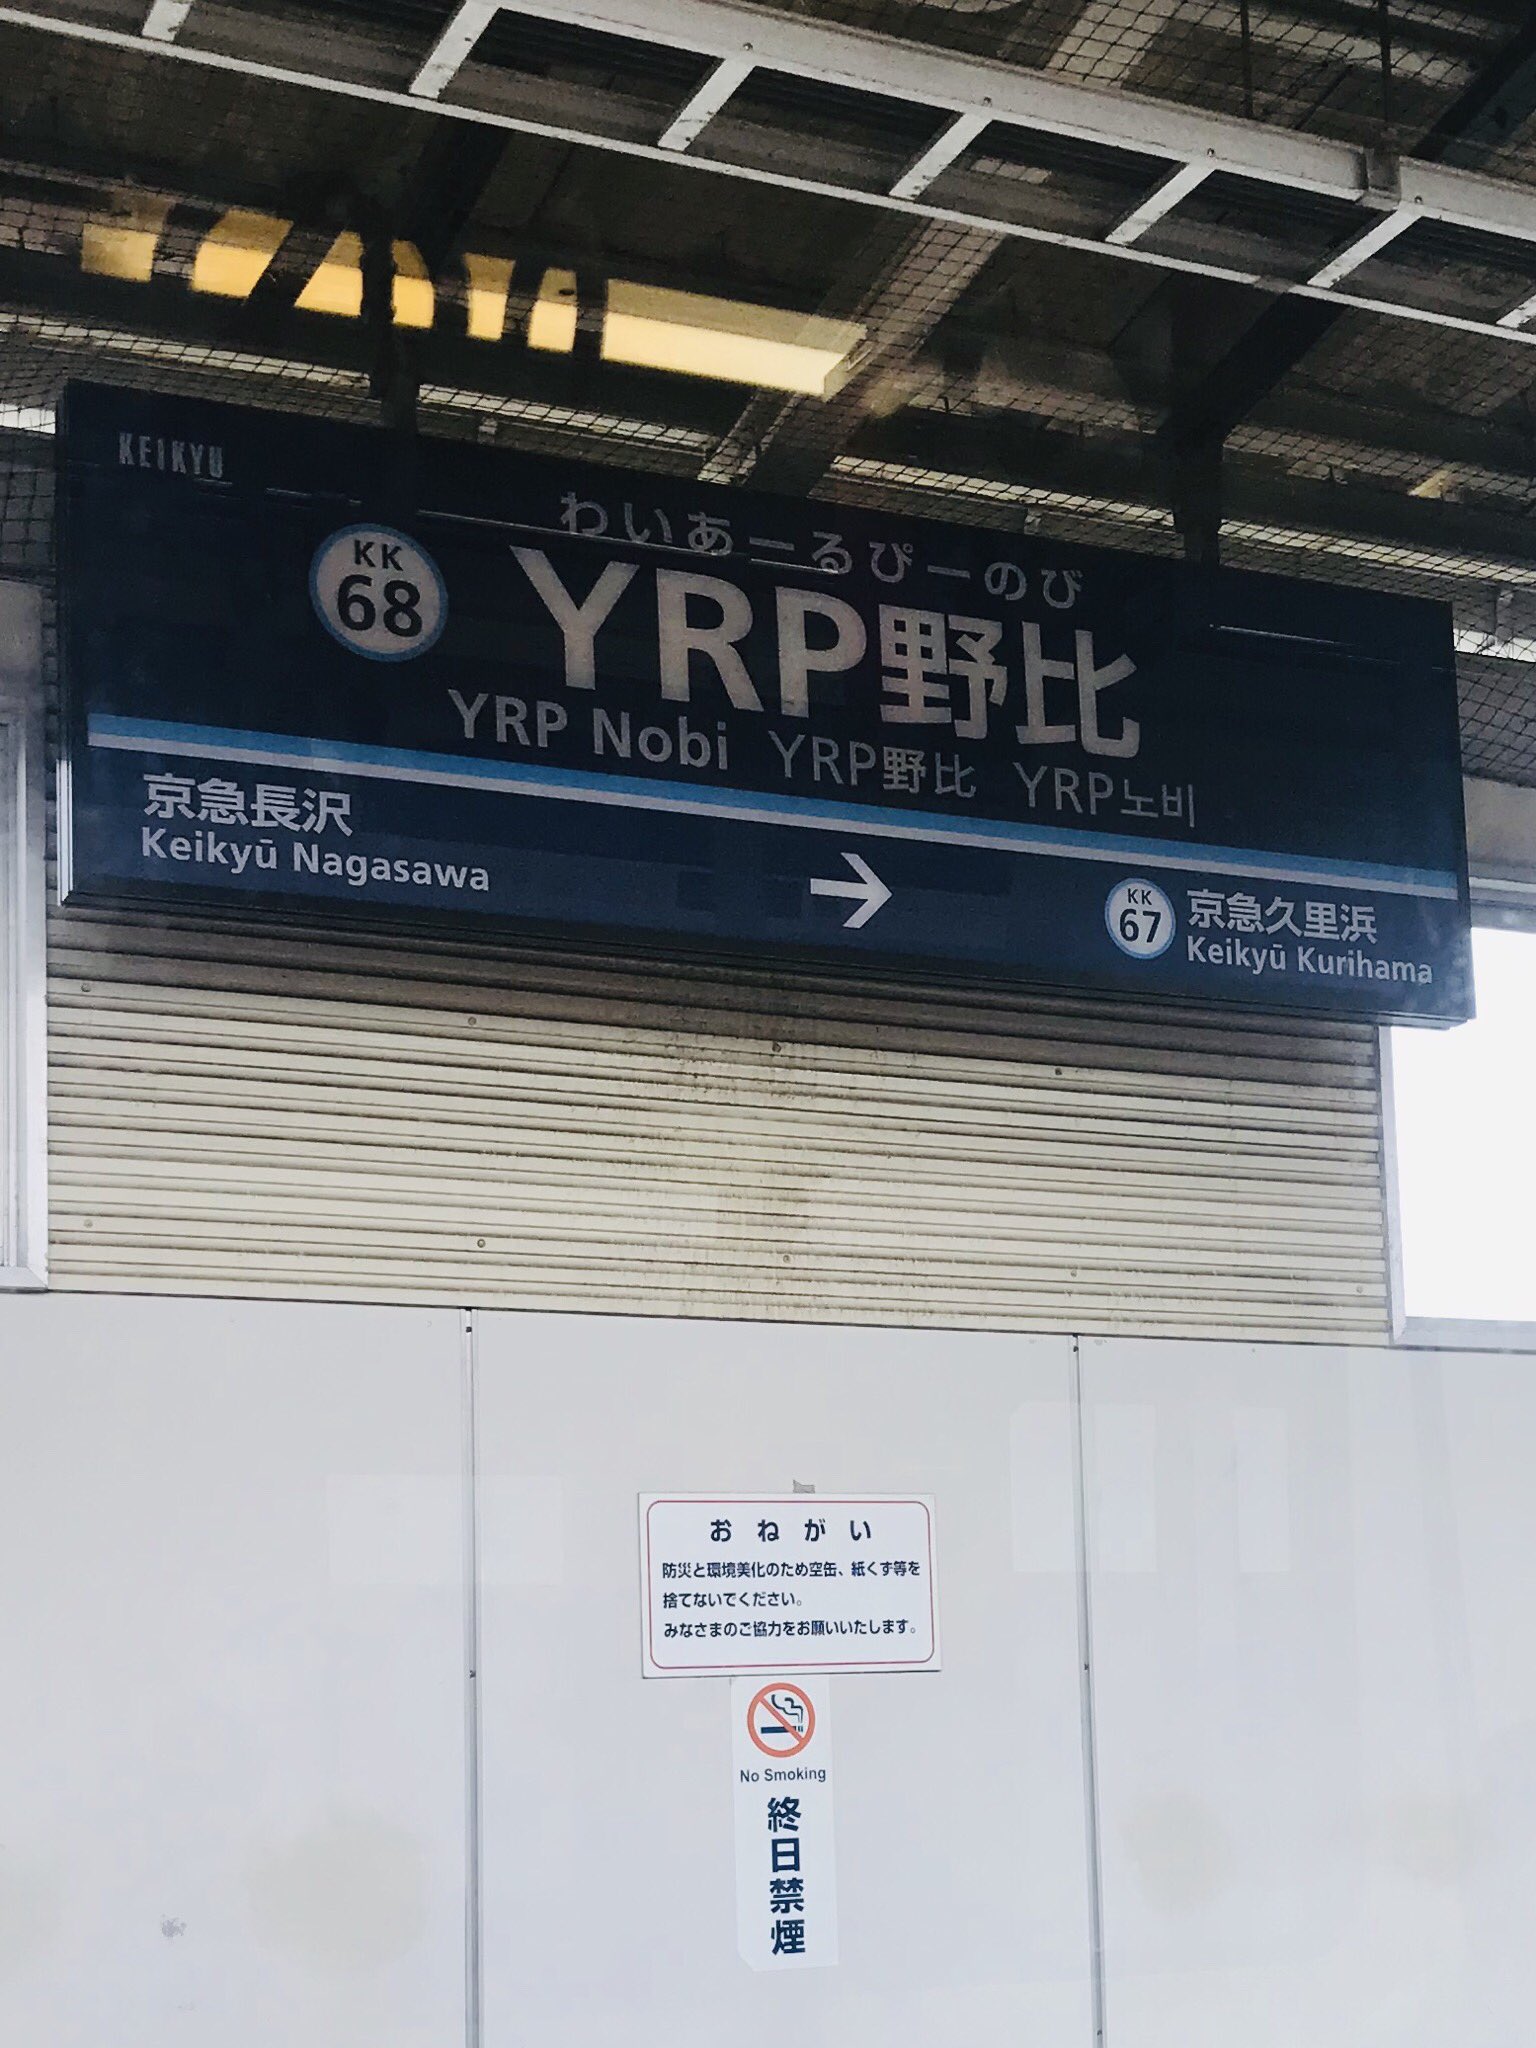 KEIKYU
わいあーるぴーのび
KK
68
YRP野比
YRP Nobi YRP野比 YRP노비
京急長沢
Keikyū Nagasawa
→
KK
67
京急久里浜
Keikyū Kurihama
おねがい
防災と環境美化のため空缶、紙くず等を
捨てないでください。
みなさまのご協力をお願いいたします。
No Smoking
終日禁煙